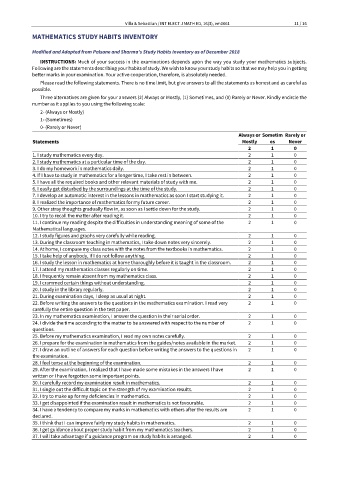 Villa & Sebastian / INT ELECT J MATH ED, 16(3), em0664
11 / 15
MATHEMATICS STUDY HABITS INVENTORY
Modified and Adapted from Palsane and Sharma's Study Habits Inventory as of December 2018
INSTRUCTIONS: Much of your success in the examinations depends upon the way you study your mathematics subjects.
Following are the statements describing your habits of study. We wish to know your study habits so that we may help you in getting
better marks in your examination. Your active cooperation, therefore, is absolutely needed.
Please read the following statements. There is no time limit, but give answers to all the statements as honest and as careful as
possible.
Three alternatives are given for your answers (2) Always or Mostly, (1) Sometimes, and (0) Rarely or Never. Kindly encircle the
number as it applies to you using the following scale:
2- (Always or Mostly)
1- (Sometimes)
0- (Rarely or Never)
Statements
Always or Mostly
Sometimes
Rarely or Never
2 1 0
1. I study mathematics every day. 2 1 0
2. I study mathematics at a particular time of the day. 2 1 0
3. I do my homework in mathematics daily. 2 1 0
4. If I have to study in mathematics for a longer time, I take rest in between. 2 1 0
5. I have all the required books and other relevant materials of study with me. 2 1 0
6. I easily get disturbed by the surroundings at the time of the study. 2 1 0
7. I develop an automatic interest in the lessons in mathematics as soon I start studying it. 2 1 0
8. I realized the importance of mathematics for my future career. 2 1 0
9. Other stray thoughts gradually flow in, as soon as I settle down for the study. 2 1 0
10. I try to recall the matter after reading it. 2 1 0
11. I continue my reading despite the difficulties in understanding meaning of some of the 2 1 0
Mathematical languages.
12. I study figures and graphs very carefully while reading. 2 1 0
13. During the classroom teaching in mathematics, I take down notes very sincerely. 2 1 0
14. At home, I compare my class notes with the notes from the textbooks in mathematics. 2 1 0
15. I take help of anybody, if I do not follow anything. 2 1 0
16. I study the lesson in mathematics at home thoroughly before it is taught in the classroom. 2 1 0
17. I attend my mathematics classes regularly on time. 2 1 0
18. I frequently remain absent from my mathematics class. 2 1 0
19. I crammed certain things without understanding. 2 1 0
20. I study in the library regularly. 2 1 0
21. During examination days, I sleep as usual at night. 2 1 0
22. Before writing the answers to the questions in the mathematics examination. I read very 2 1 0
carefully the entire question in the test paper.
23. In my mathematics examination, I answer the question in their serial order. 2 1 0
24. I divide the time according to the matter to be answered with respect to the number of 2 1 0
questions.
25. Before my mathematics examination, I read my own notes carefully. 2 1 0
26. I prepare for the examination in mathematics from the guides/notes available in the market. 2 1 0
27. I draw an outline of answers for each question before writing the answers to the questions in 2 1 0
the examination.
28. I feel tense at the beginning of the examination. 2 1 0
29. After the examination, I realized that I have made some mistakes in the answers I have 2 1 0
written or I have forgotten some important points.
30. I carefully record my examination result in mathematics. 2 1 0
31. I single out the difficult topic on the strength of my examination results. 2 1 0
32. I try to make up for my deficiencies in mathematics. 2 1 0
33. I get disappointed if the examination result in mathematics is not favourable. 2 1 0
34. I have a tendency to compare my marks in mathematics with others after the results are 2 1 0
declared.
35. I think that I can improve fairly my study habits in mathematics. 2 1 0
36. I get guidance about proper study habit from my mathematics teachers. 2 1 0
37. I will take advantage if a guidance program on study habits is arranged. 2 1 0